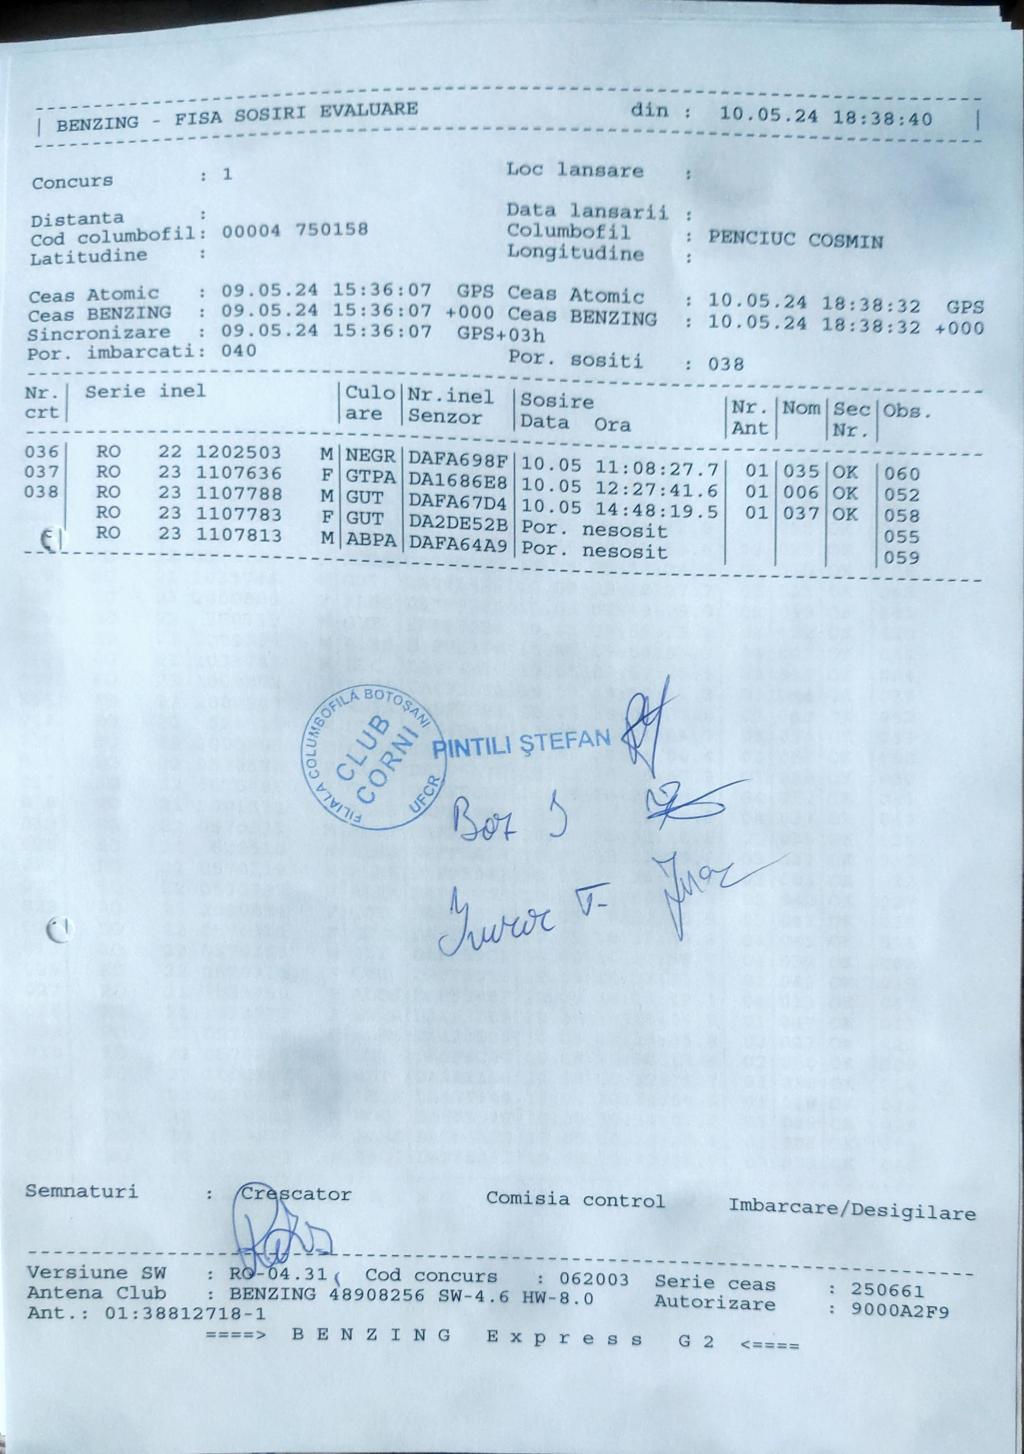 BENZING - FISA SOSIRI EVALUARE din : 10.05.24 18:38:40
Concurs : 1 Loc lansare :
Distanta : Data lansarii :
Cod columbofil: 00004 750158 Columbofil : PENCIUC COSMIN
Latitudine : Longitudine :
Ceas Atomic : 09.05.24 15:36:07 GPS Ceas Atomic : 10.05.24 18:38:32 GPS
Ceas BENZING : 09.05.24 15:36:07 +000 Ceas BENZING : 10.05.24 18:38:32 +000
Sincronizare : 09.05.24 15:36:07 GPS+03h
Por. imbarcati: 040 Por. sositi : 038
Nr. | Serie inel | Culo | Nr.inel | Sosire | Nr. | Nom | Sec | Obs.
crt | | are | Senzor | Data Ora | Ant | | Nr. |
036 | RO 22 1202503 M | NEGR | DAFA698F | 10.05 11:08:27.7 | 01 | 035 | OK | 060
037 | RO 23 1107636 F | GTPA | DA1686E8 | 10.05 12:27:41.6 | 01 | 006 | OK | 052
038 | RO 23 1107788 M | GUT | DAFA67D4 | 10.05 14:48:19.5 | 01 | 037 | OK | 058
RO 23 1107783 F | GUT | DA2DE52B | Por. nesosit | | | | 055
RO 23 1107813 M | ABPA | DAFA64A9 | Por. nesosit | | | | 059
FILIALA COLUMBOFILĂ BOTOŞANI
CLUB
CORNI
UFCR
PINTILI ŞTEFAN
Semnaturi : Crescator Comisia control Imbarcare/Desigilare
Versiune SW : RO-04.31 Cod concurs : 062003 Serie ceas : 250661
Antena Club : BENZING 48908256 SW-4.6 HW-8.0 Autorizare : 9000A2F9
Ant.: 01:38812718-1
====> B E N Z I N G E x p r e s s G 2 <====